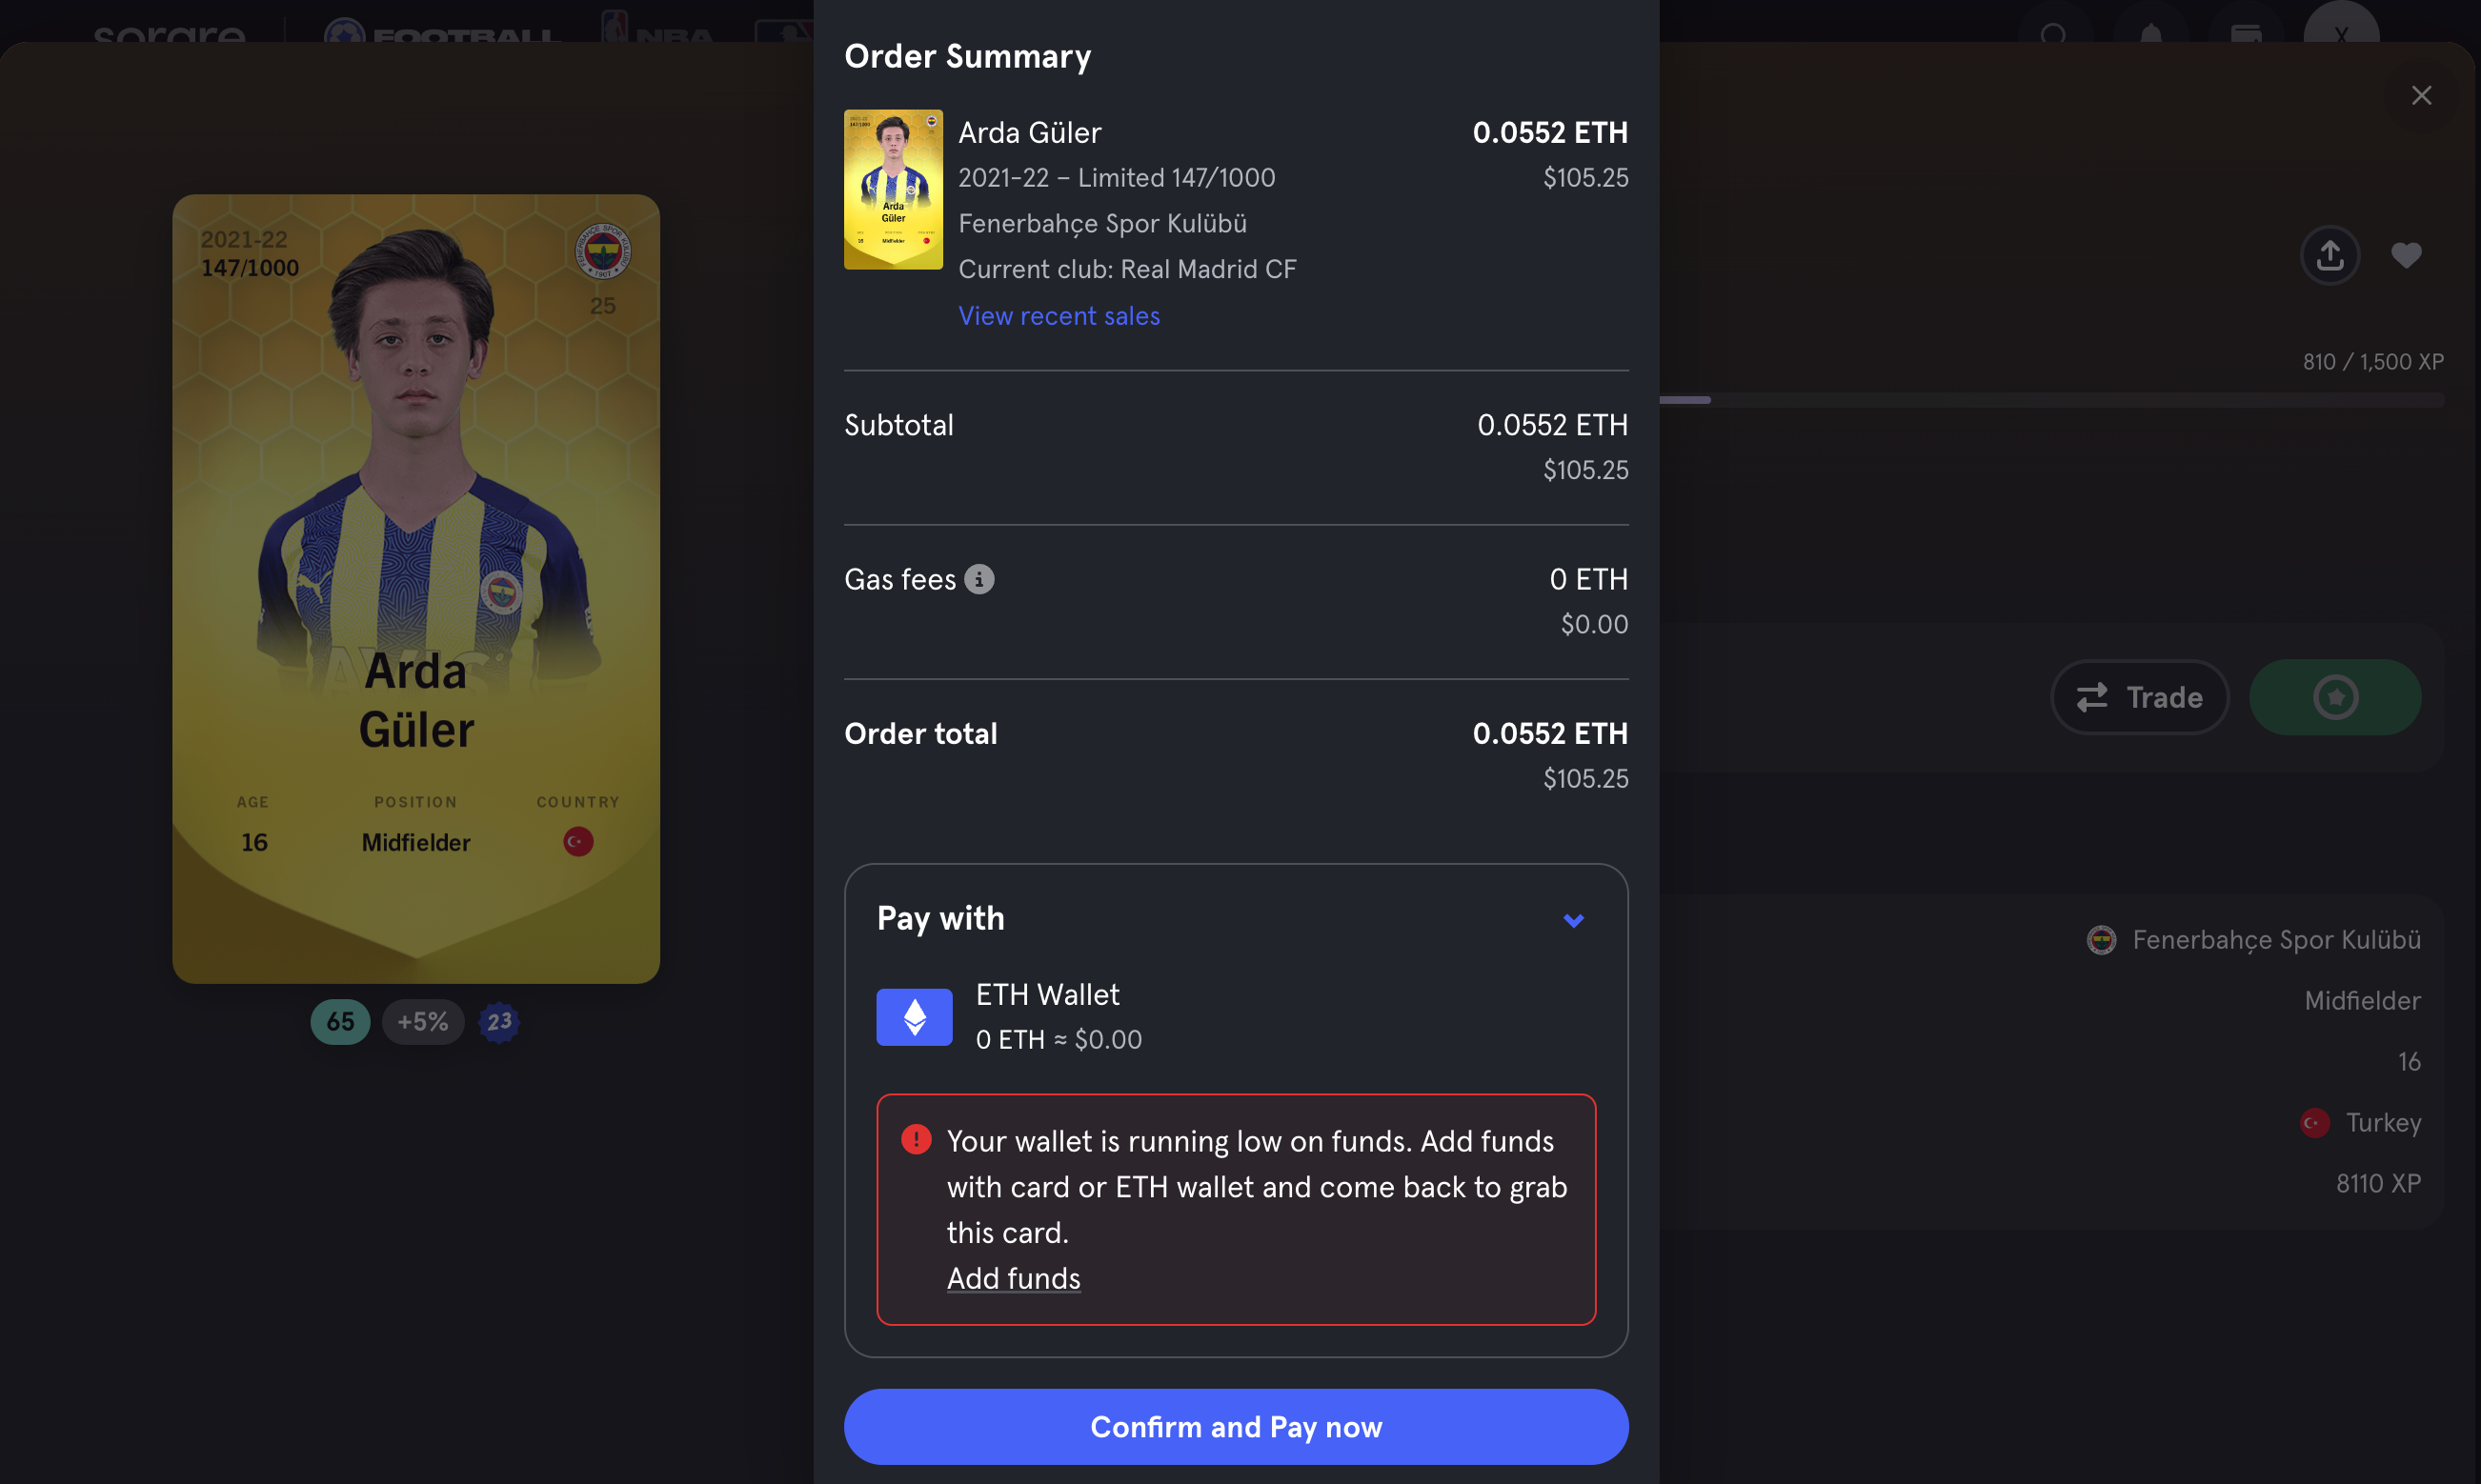 sorare
FOOTBALL
NBA
X
2021-22
147/1000
25
Arda
Güler
AGE
POSITION
COUNTRY
16
Midfielder
65
+5%
23
Order Summary
Arda Güler
0.0552 ETH
2021-22 – Limited 147/1000
$105.25
Fenerbahçe Spor Kulübü
Current club: Real Madrid CF
View recent sales
Subtotal
0.0552 ETH
$105.25
Gas fees
0 ETH
$0.00
Order total
0.0552 ETH
$105.25
Pay with
ETH Wallet
0 ETH ≈ $0.00
Your wallet is running low on funds. Add funds
with card or ETH wallet and come back to grab
this card.
Add funds
Confirm and Pay now
810 / 1,500 XP
Trade
Fenerbahçe Spor Kulübü
Midfielder
16
Turkey
8110 XP